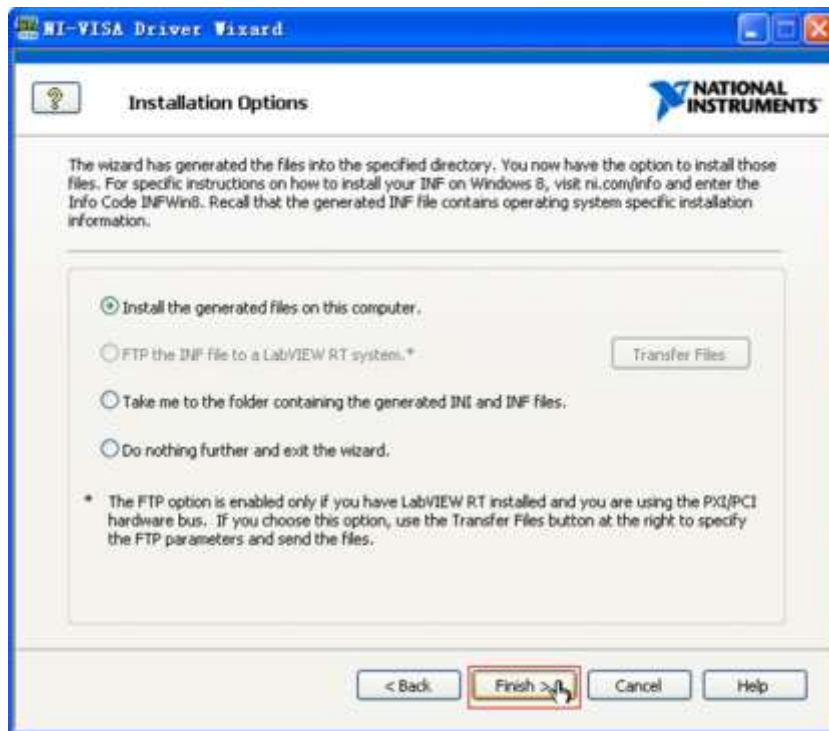 NI-VISA Driver Wizard
Installation Options
NATIONAL
INSTRUMENTS
The wizard has generated the files into the specified directory. You now have the option to install those
files. For specific instructions on how to install your INF on Windows 8, visit ni.com/info and enter the
Info Code INFWin8. Recall that the generated INF file contains operating system specific installation
information.
Install the generated files on this computer.
FTP the INF file to a LabVIEW RT system.*
Transfer Files
Take me to the folder containing the generated INI and INF files.
Do nothing further and exit the wizard.
* The FTP option is enabled only if you have LabVIEW RT installed and you are using the PXI/PCI
hardware bus. If you choose this option, use the Transfer Files button at the right to specify
the FTP parameters and send the files.
< Back
Finish >
Cancel
Help